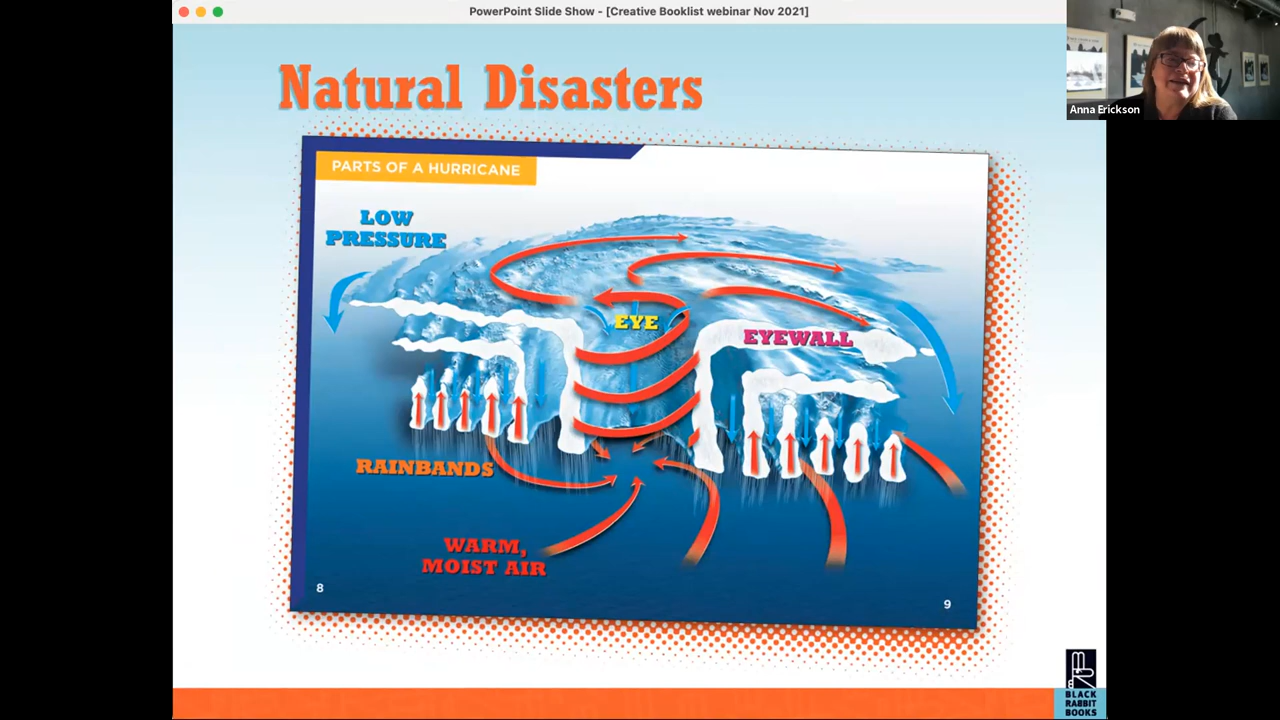 PowerPoint Slide Show - [Creative Booklist webinar Nov 2021]
Anna Erickson
Natural Disasters
PARTS OF A HURRICANE
LOW
PRESSURE
EYE
EYEWALL
RAINBANDS
WARM,
MOIST AIR
8
9
BLACK
RABBIT
BOOKS